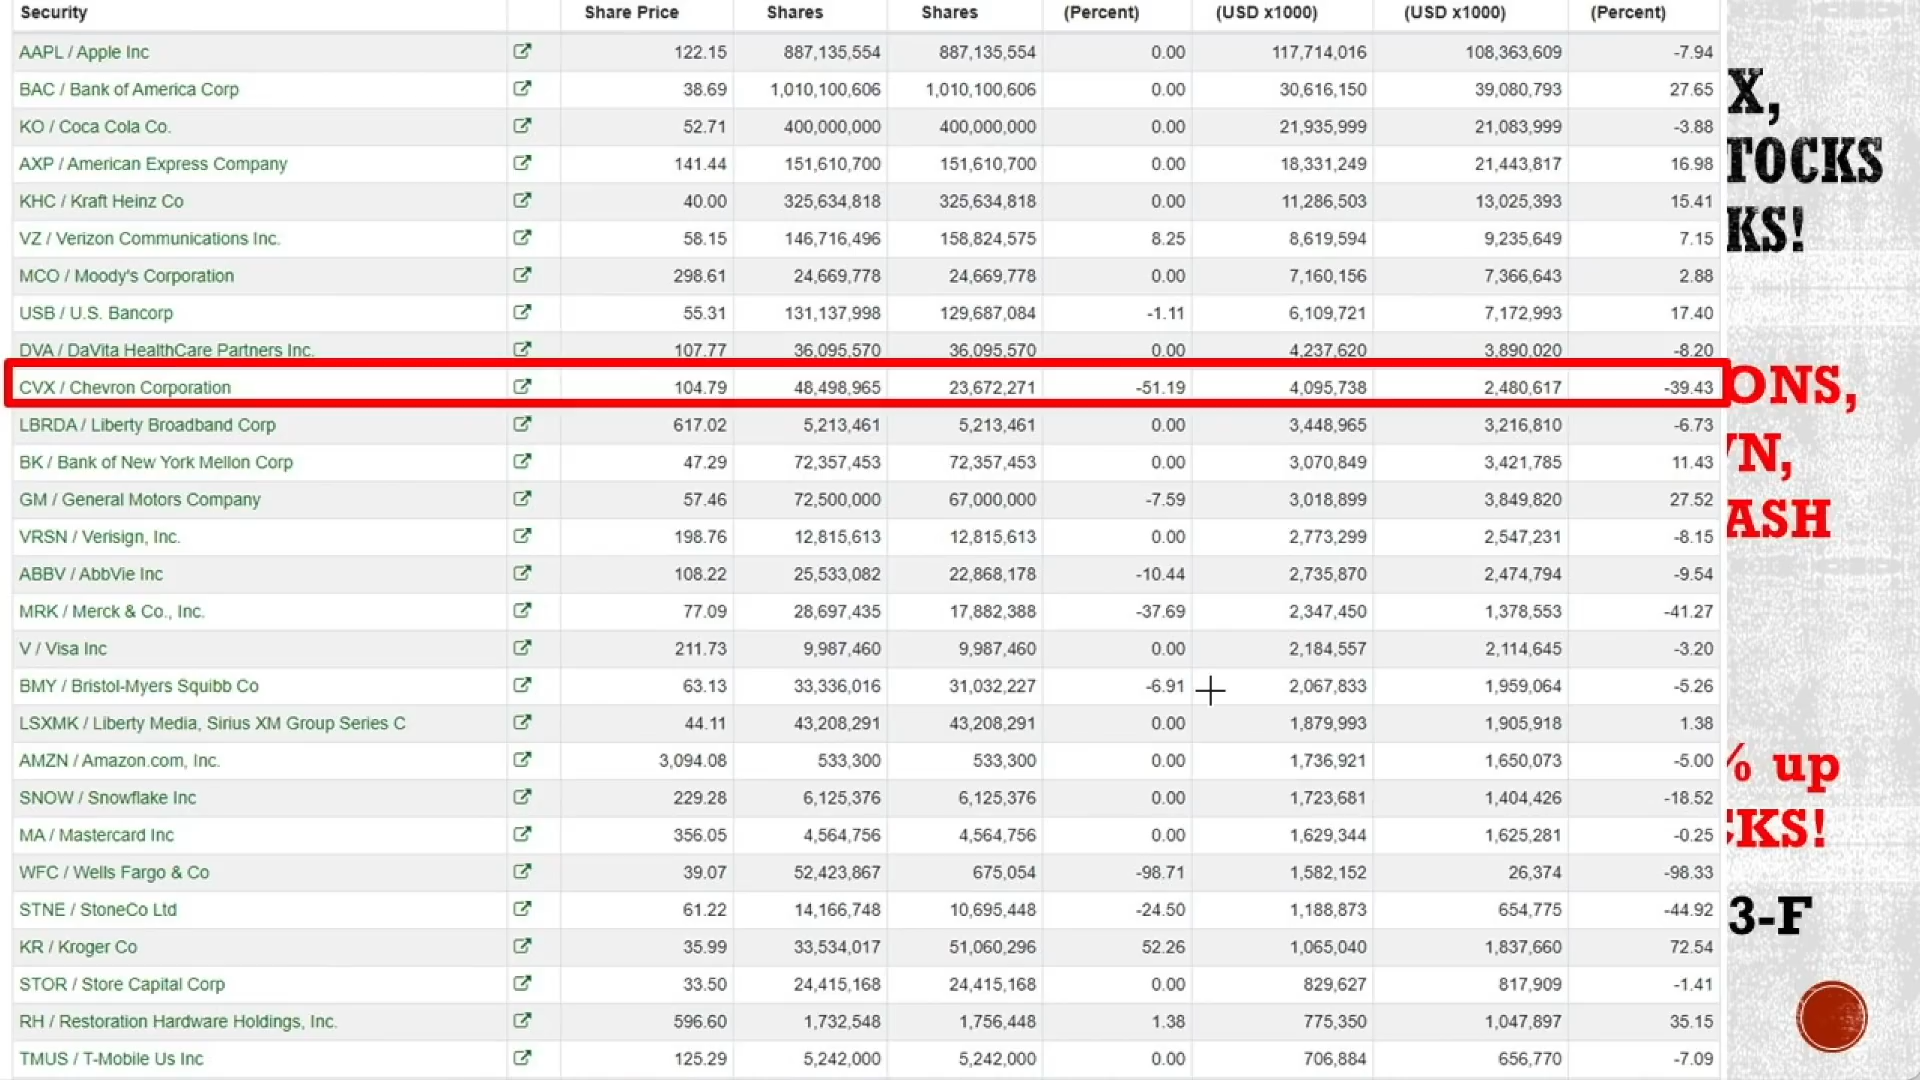 Security Share Price Shares Shares (Percent) (USD x1000) (USD x1000) (Percent)
AAPL / Apple Inc 122.15 887,135,554 887,135,554 0.00 117,714,016 108,363,609 -7.94
BAC / Bank of America Corp 38.69 1,010,100,606 1,010,100,606 0.00 30,616,150 39,080,793 27.65
KO / Coca Cola Co. 52.71 400,000,000 400,000,000 0.00 21,935,999 21,083,999 -3.88
AXP / American Express Company 141.44 151,610,700 151,610,700 0.00 18,331,249 21,443,817 16.98
KHC / Kraft Heinz Co 40.00 325,634,818 325,634,818 0.00 11,286,503 13,025,393 15.41
VZ / Verizon Communications Inc. 58.15 146,716,496 158,824,575 8.25 8,619,594 9,235,649 7.15
MCO / Moody's Corporation 298.61 24,669,778 24,669,778 0.00 7,160,156 7,366,643 2.88
USB / U.S. Bancorp 55.31 131,137,998 129,687,084 -1.11 6,109,721 7,172,993 17.40
DVA / DaVita HealthCare Partners Inc. 107.77 36,095,570 36,095,570 0.00 4,237,620 3,890,020 -8.20
CVX / Chevron Corporation 104.79 48,498,965 23,672,271 -51.19 4,095,738 2,480,617 -39.43
LBRDA / Liberty Broadband Corp 617.02 5,213,461 5,213,461 0.00 3,448,965 3,216,810 -6.73
BK / Bank of New York Mellon Corp 47.29 72,357,453 72,357,453 0.00 3,070,849 3,421,785 11.43
GM / General Motors Company 57.46 72,500,000 67,000,000 -7.59 3,018,899 3,849,820 27.52
VRSN / Verisign, Inc. 198.76 12,815,613 12,815,613 0.00 2,773,299 2,547,231 -8.15
ABBV / AbbVie Inc 108.22 25,533,082 22,868,178 -10.44 2,735,870 2,474,794 -9.54
MRK / Merck & Co., Inc. 77.09 28,697,435 17,882,388 -37.69 2,347,450 1,378,553 -41.27
V / Visa Inc 211.73 9,987,460 9,987,460 0.00 2,184,557 2,114,645 -3.20
BMY / Bristol-Myers Squibb Co 63.13 33,336,016 31,032,227 -6.91 2,067,833 1,959,064 -5.26
LSXMK / Liberty Media, Sirius XM Group Series C 44.11 43,208,291 43,208,291 0.00 1,879,993 1,905,918 1.38
AMZN / Amazon.com, Inc. 3,094.08 533,300 533,300 0.00 1,736,921 1,650,073 -5.00
SNOW / Snowflake Inc 229.28 6,125,376 6,125,376 0.00 1,723,681 1,404,426 -18.52
MA / Mastercard Inc 356.05 4,564,756 4,564,756 0.00 1,629,344 1,625,281 -0.25
WFC / Wells Fargo & Co 39.07 52,423,867 675,054 -98.71 1,582,152 26,374 -98.33
STNE / StoneCo Ltd 61.22 14,166,748 10,695,448 -24.50 1,188,873 654,775 -44.92
KR / Kroger Co 35.99 33,534,017 51,060,296 52.26 1,065,040 1,837,660 72.54
STOR / Store Capital Corp 33.50 24,415,168 24,415,168 0.00 829,627 817,909 -1.41
RH / Restoration Hardware Holdings, Inc. 596.60 1,732,548 1,756,448 1.38 775,350 1,047,897 35.15
TMUS / T-Mobile Us Inc 125.29 5,242,000 5,242,000 0.00 706,884 656,770 -7.09
X,
TOCKS
KS!
ONS,
N,
ASH
% up
CKS!
3-F